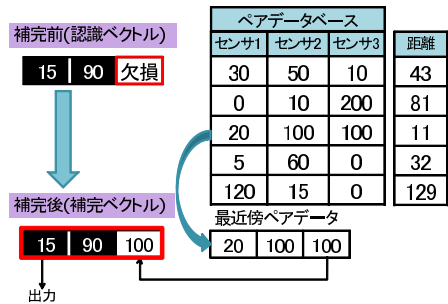 補完前(認識ベクトル)
15 90 欠損
ペアデータベース
センサ1 センサ2 センサ3 距離
30 50 10 43
0 10 200 81
20 100 100 11
5 60 0 32
120 15 0 129
補完後(補完ベクトル)
15 90 100
最近傍ペアデータ
20 100 100
出力